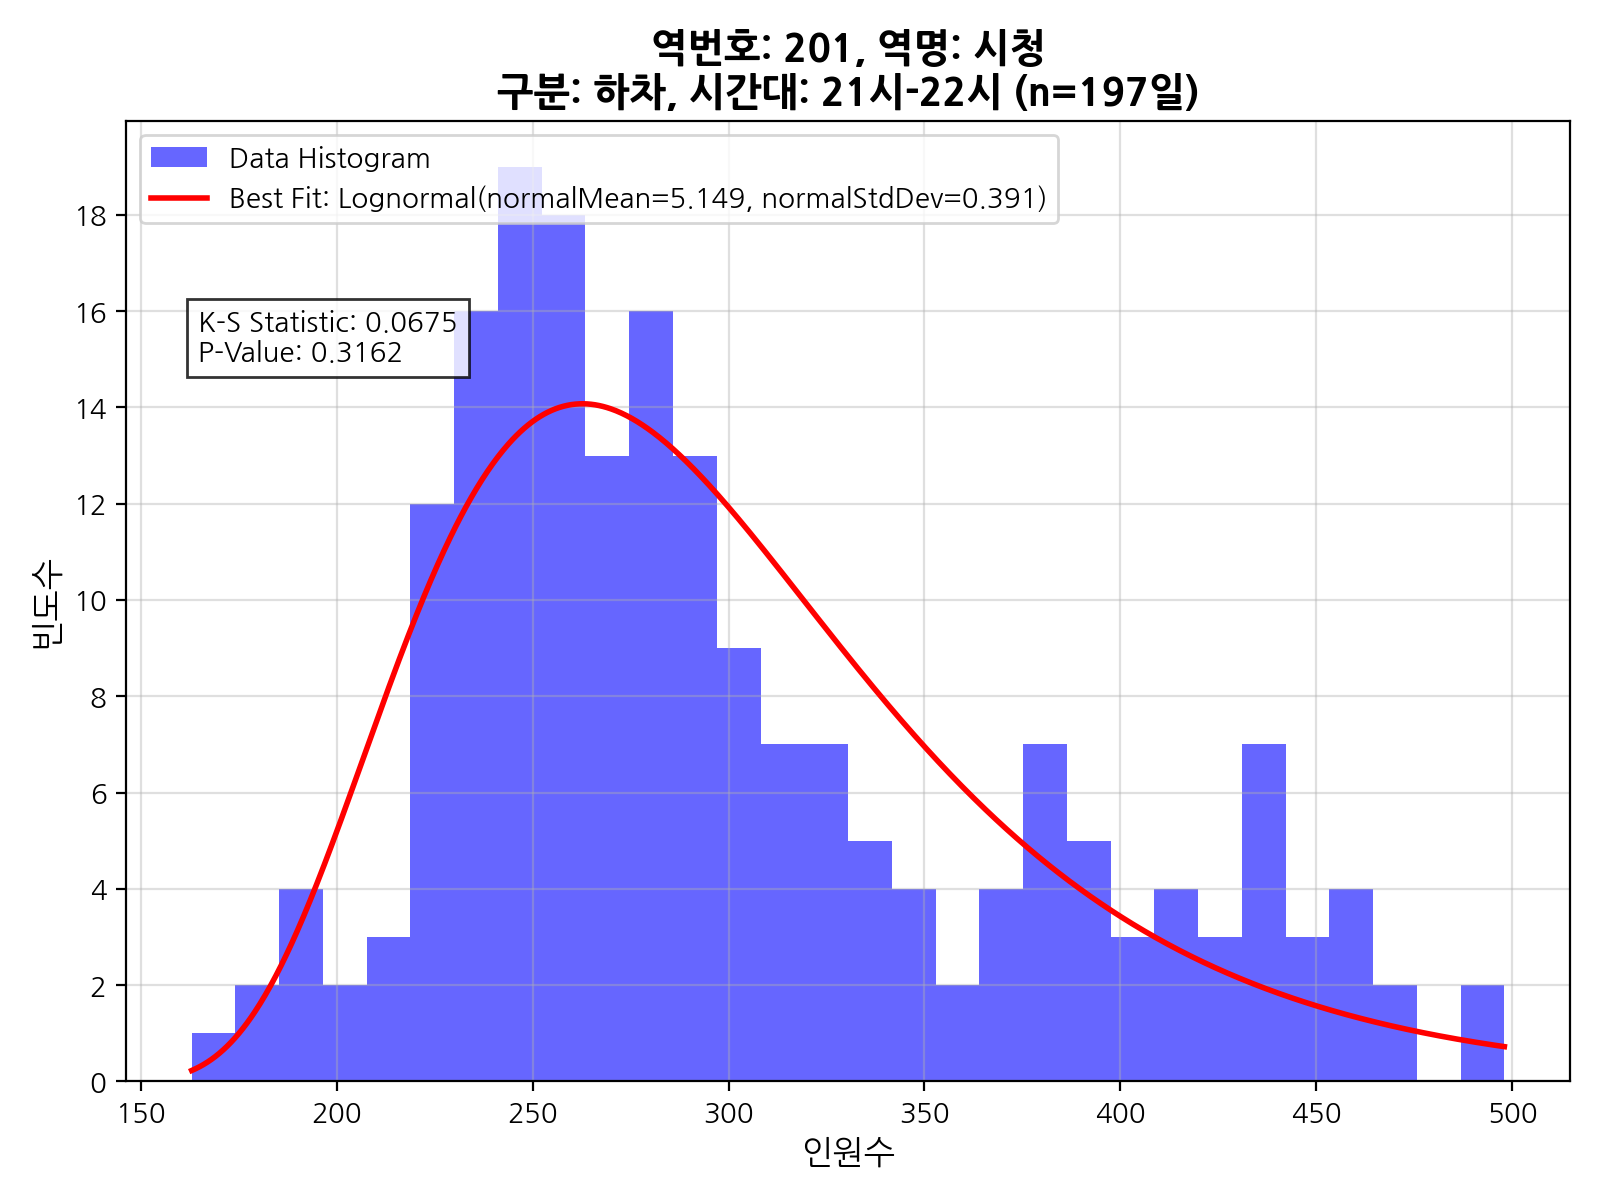 역번호: 201, 역명: 시청
구분: 하차, 시간대: 21시-22시 (n=197일)
Data Histogram
Best Fit: Lognormal(normalMean=5.149, normalStdDev=0.391)
K-S Statistic: 0.0675
P-Value: 0.3162
빈도수
18
16
14
12
10
8
6
4
2
0
150 200 250 300 350 400 450 500
인원수